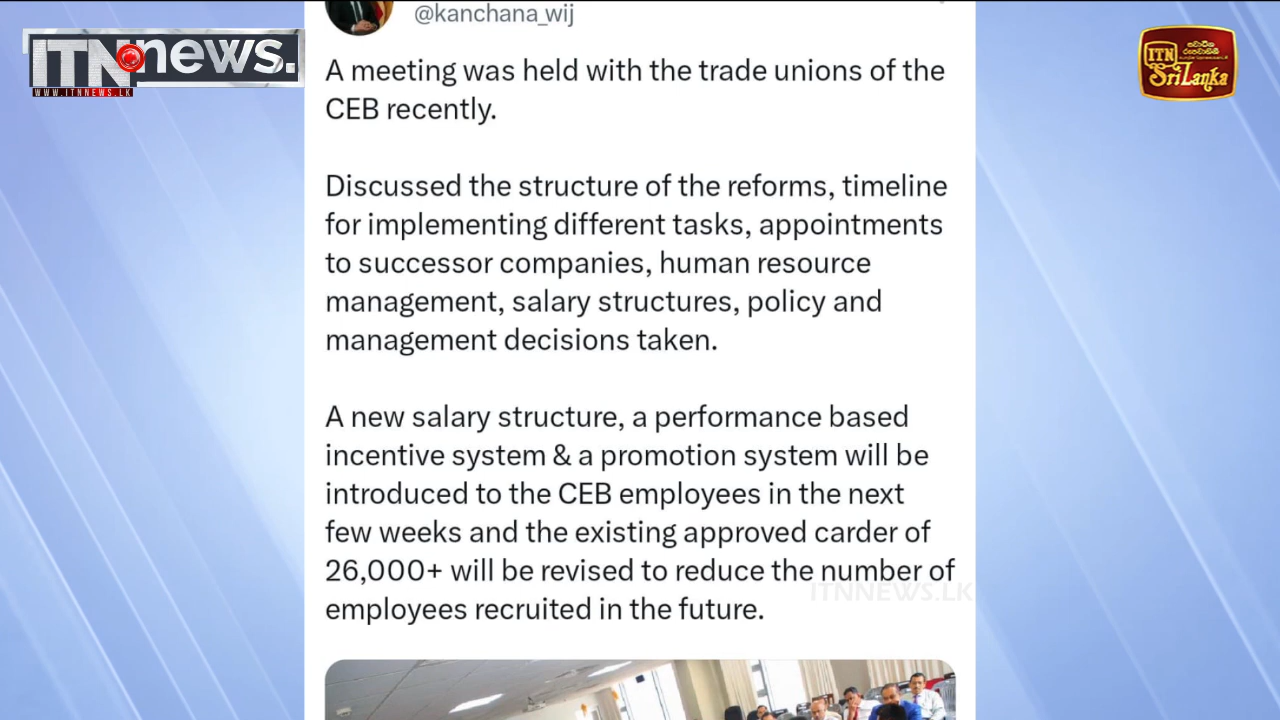 ITN news.
WWW.ITNNEWS.LK
@kanchana_wij
ITN
Sri Lanka
A meeting was held with the trade unions of the
CEB recently.
Discussed the structure of the reforms, timeline
for implementing different tasks, appointments
to successor companies, human resource
management, salary structures, policy and
management decisions taken.
A new salary structure, a performance based
incentive system & a promotion system will be
introduced to the CEB employees in the next
few weeks and the existing approved carder of
26,000+ will be revised to reduce the number of
employees recruited in the future.
ITNNEWS.LK